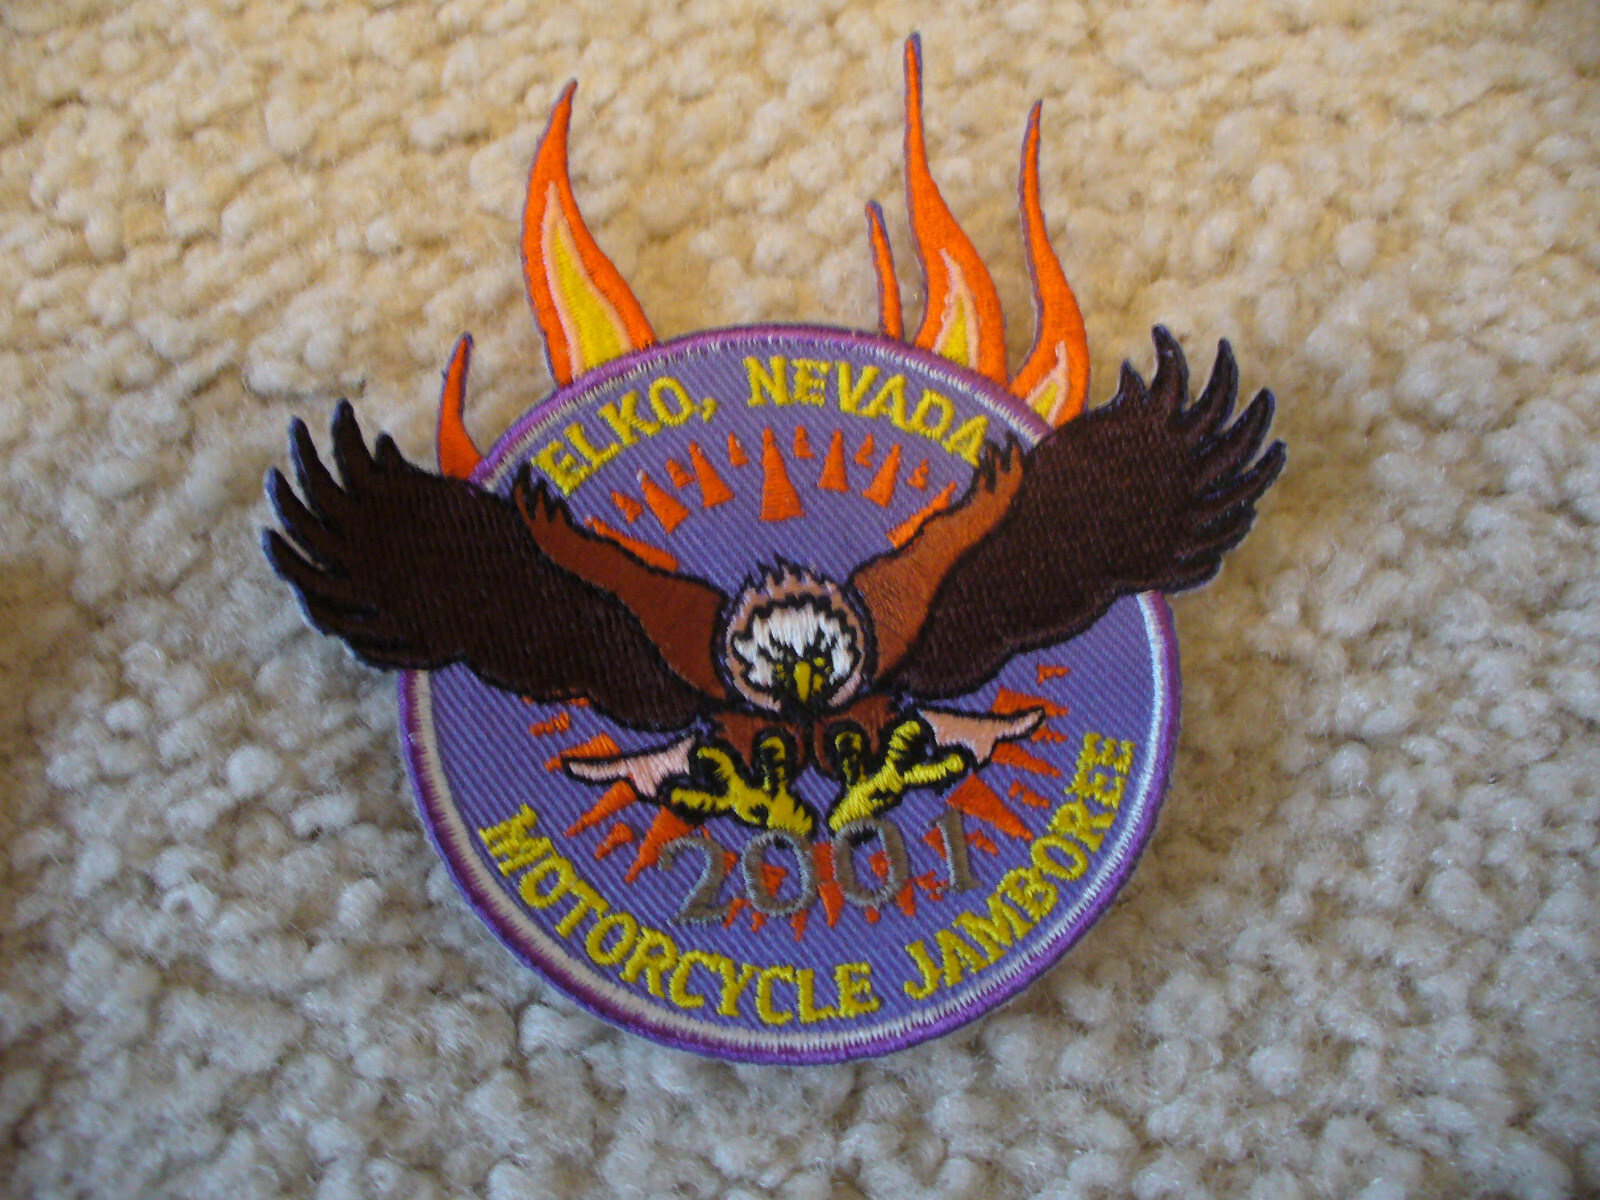 ELKO, NEVADA
2001
MOTORCYCLE JAMBOREE